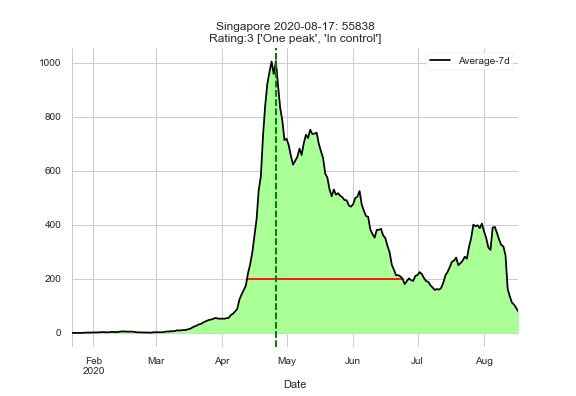 Singapore 2020-08-17: 55838
Rating:3 ['One peak', 'In control']
Average-7d
1000
800
600
400
200
0
Feb Mar Apr May Jun Jul Aug
2020
Date